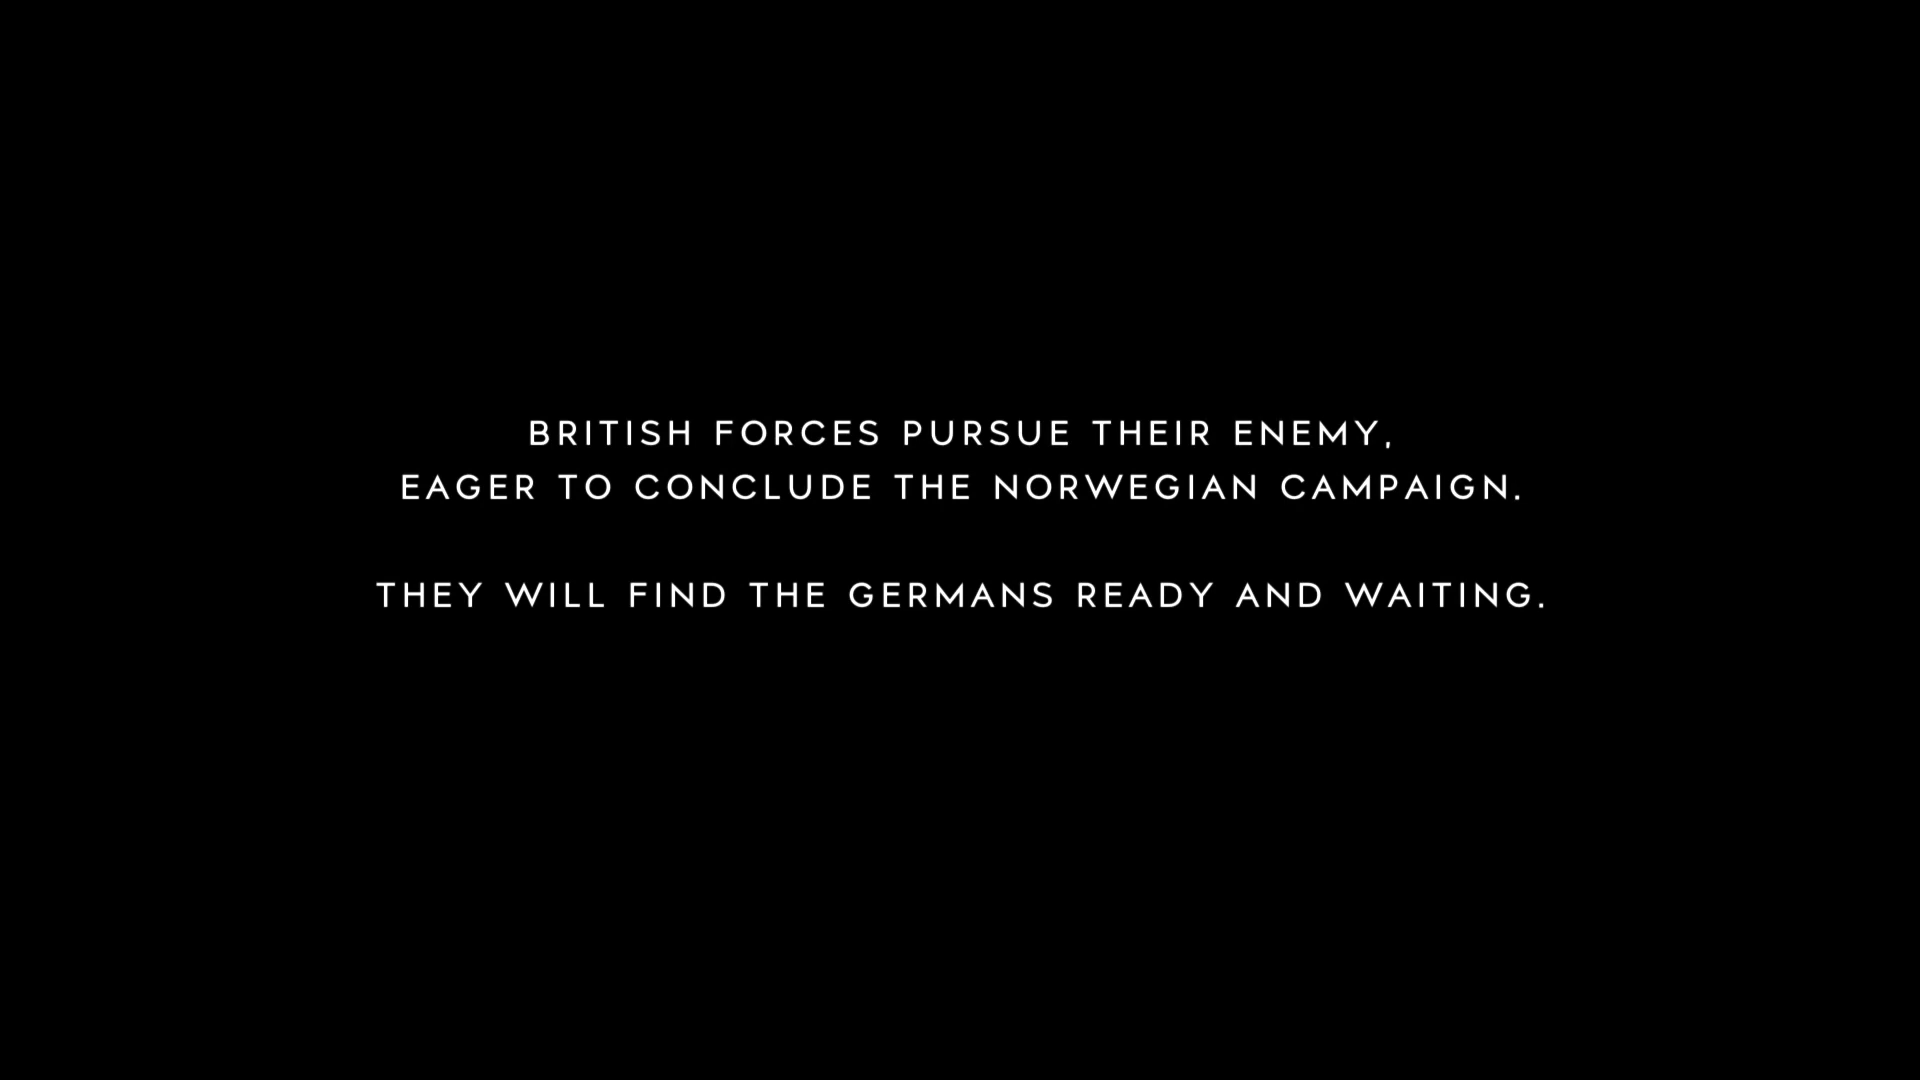 BRITISH FORCES PURSUE THEIR ENEMY,
EAGER TO CONCLUDE THE NORWEGIAN CAMPAIGN.
THEY WILL FIND THE GERMANS READY AND WAITING.